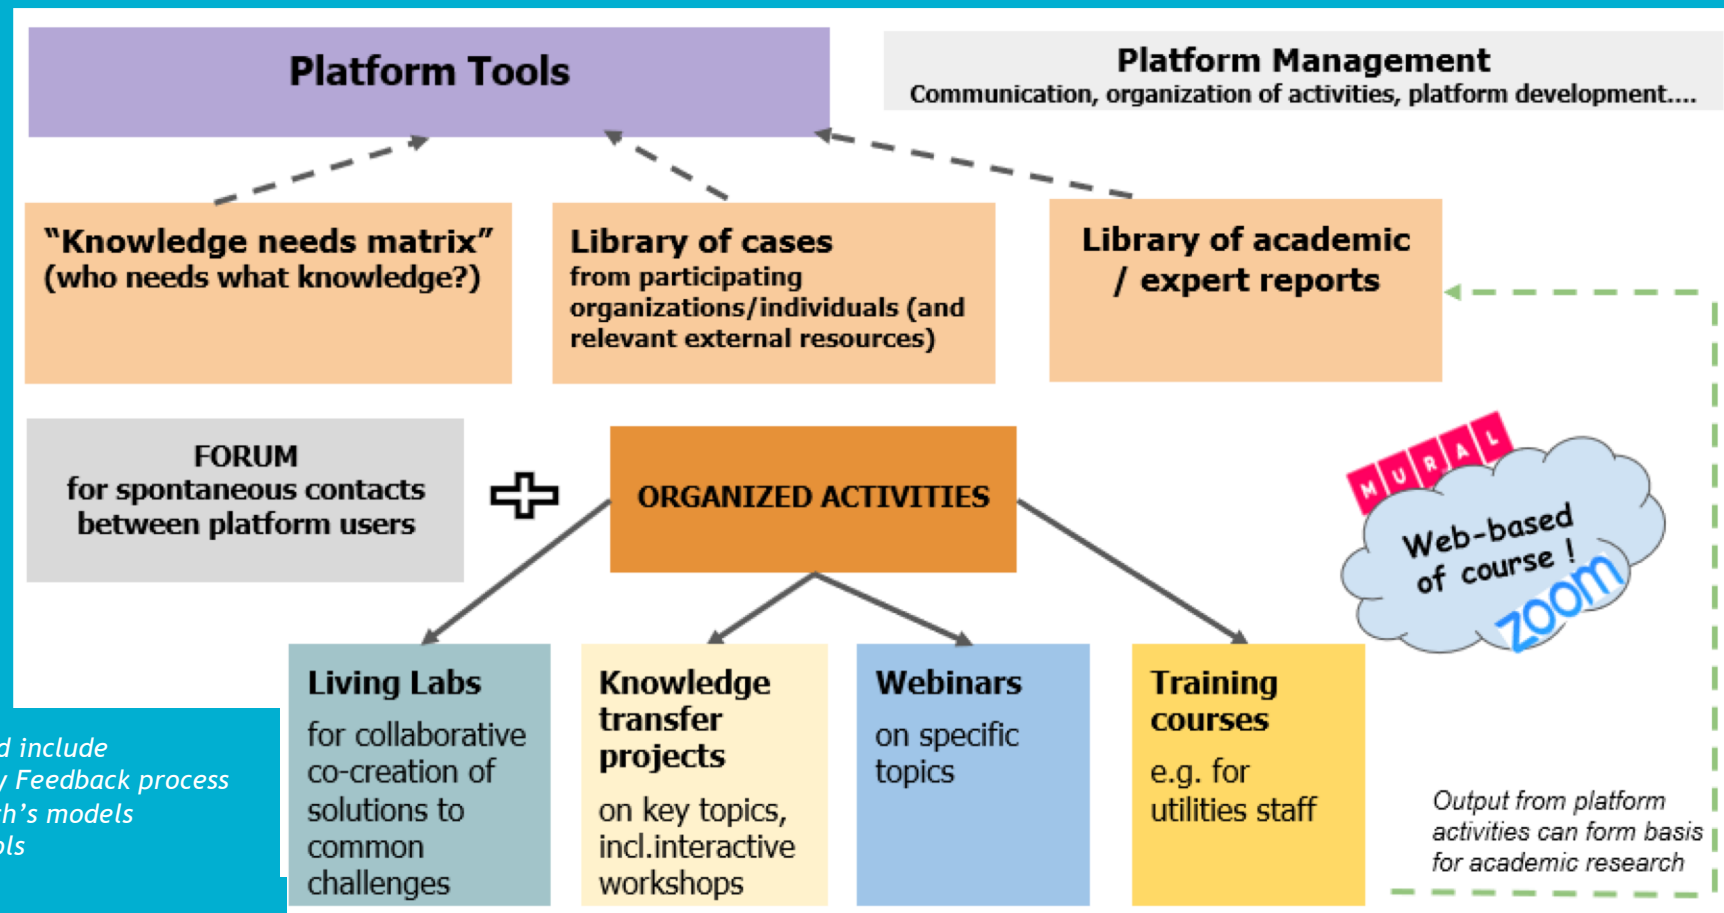 Platform Tools
Platform Management
Communication, organization of activities, platform development....
“Knowledge needs matrix”
(who needs what knowledge?)
Library of cases
from participating
organizations/individuals (and
relevant external resources)
Library of academic
/ expert reports
FORUM
for spontaneous contacts
between platform users
ORGANIZED ACTIVITIES
MURAL
Web-based
of course !
zoom
Living Labs
for collaborative
co-creation of
solutions to
common
challenges
Knowledge
transfer
projects
on key topics,
incl.interactive
workshops
Webinars
on specific
topics
Training
courses
e.g. for
utilities staff
Output from platform
activities can form basis
for academic research
include
Feedback process
models